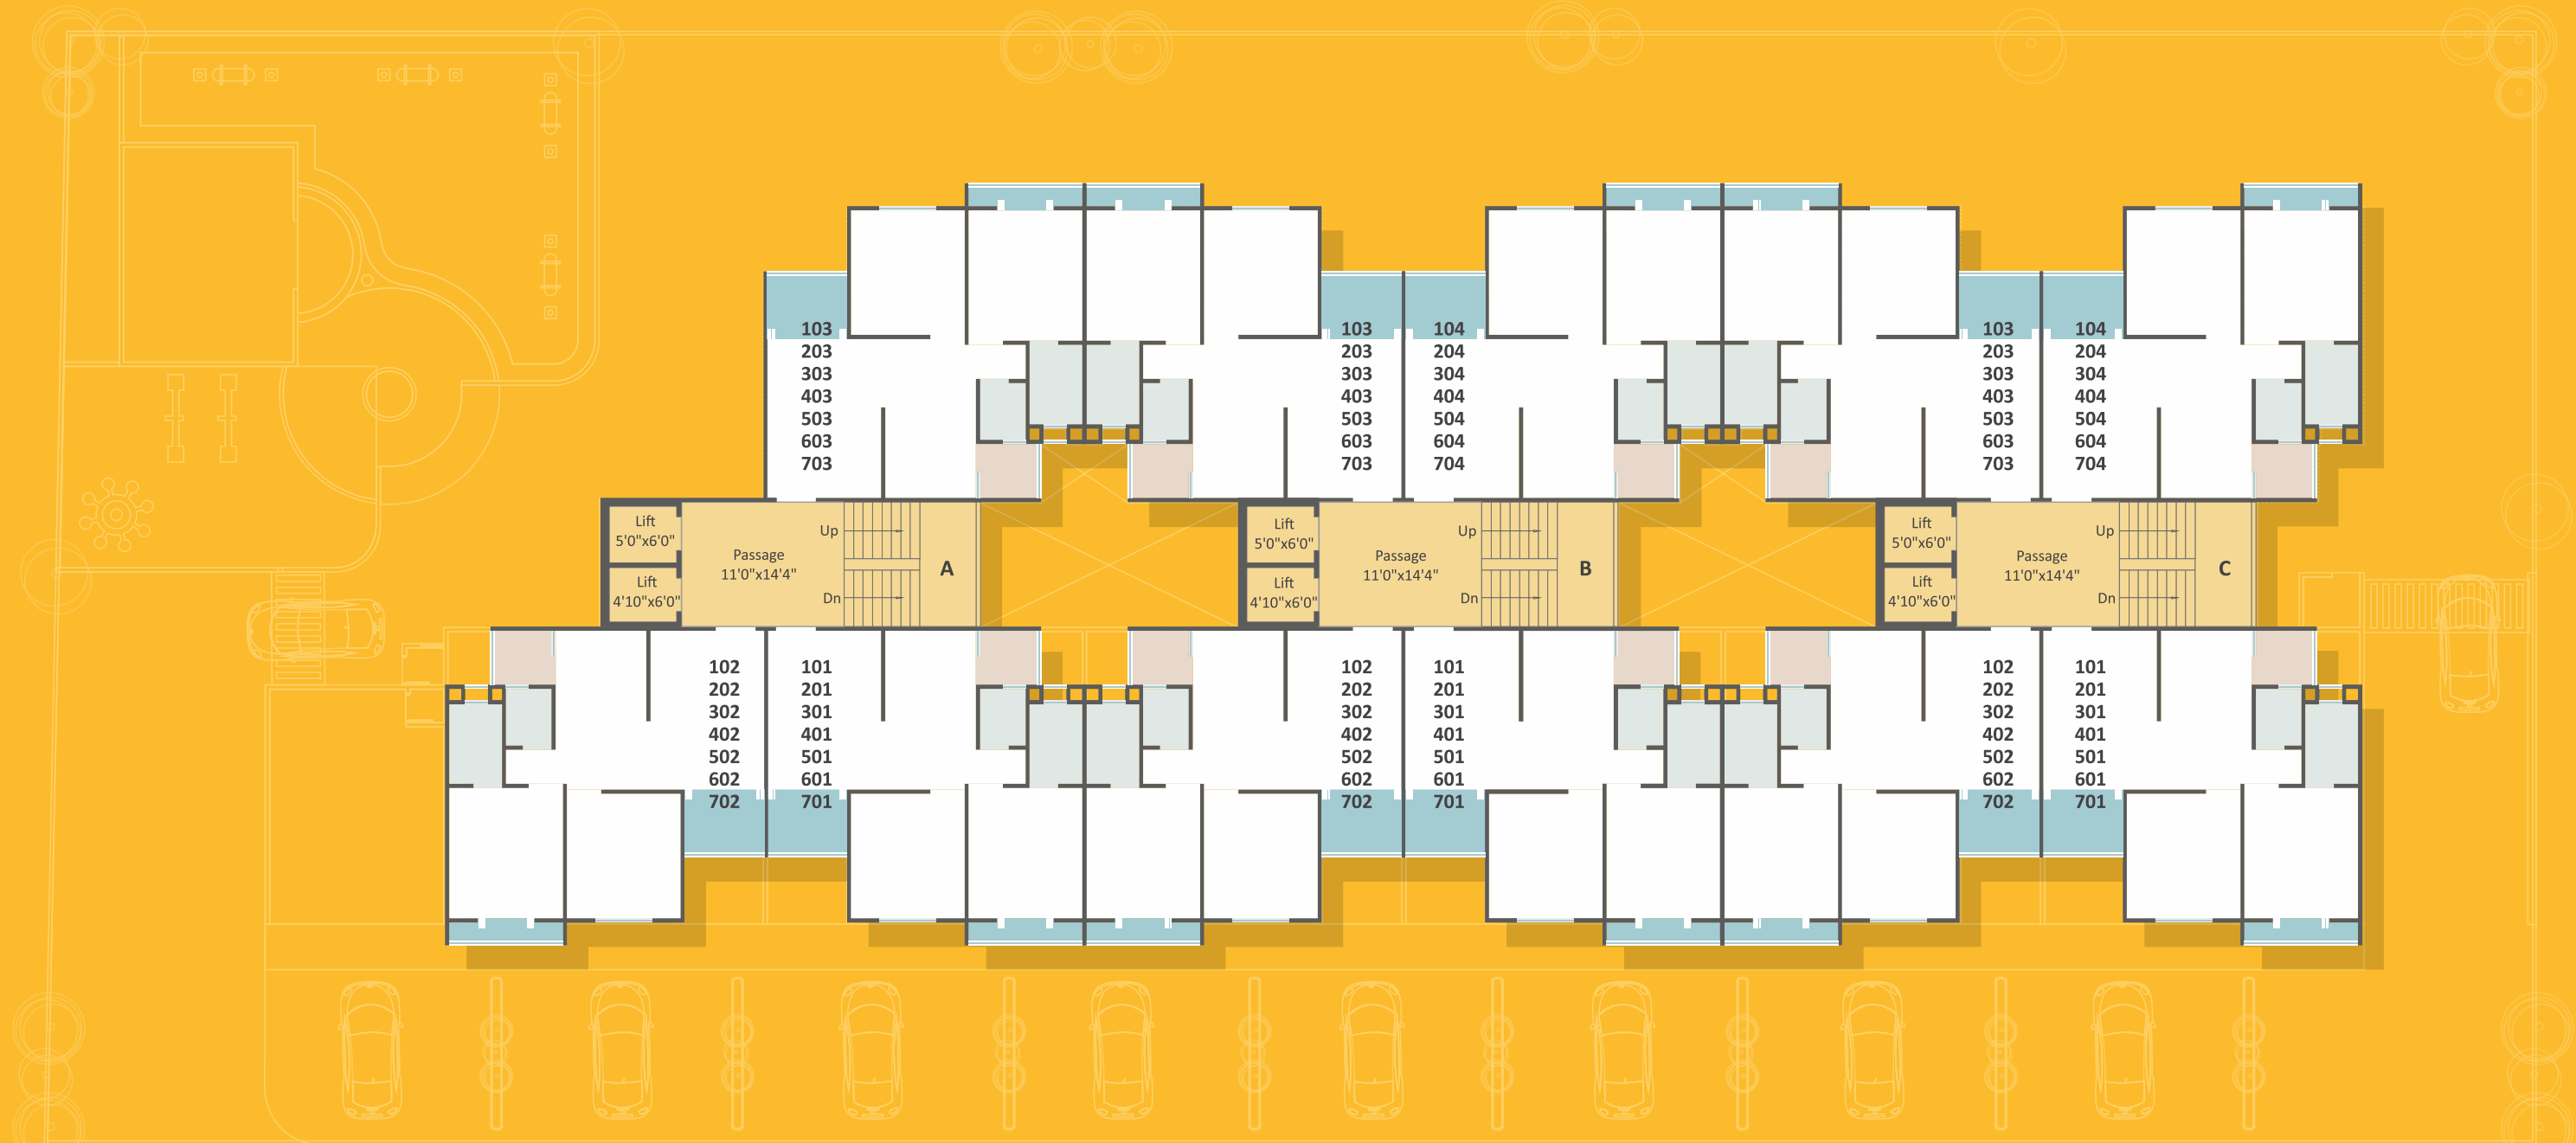 103
203
303
403
503
603
703
103
203
303
403
503
603
703
104
204
304
404
504
604
704
103
203
303
403
503
603
703
104
204
304
404
504
604
704
Lift
5'0"x6'0"
Lift
4'10"x6'0"
Passage
11'0"x14'4"
Up
Dn
A
Lift
5'0"x6'0"
Lift
4'10"x6'0"
Passage
11'0"x14'4"
Up
Dn
B
Lift
5'0"x6'0"
Lift
4'10"x6'0"
Passage
11'0"x14'4"
Up
Dn
C
102
202
302
402
502
602
702
101
201
301
401
501
601
701
102
202
302
402
502
602
702
101
201
301
401
501
601
701
102
202
302
402
502
602
702
101
201
301
401
501
601
701